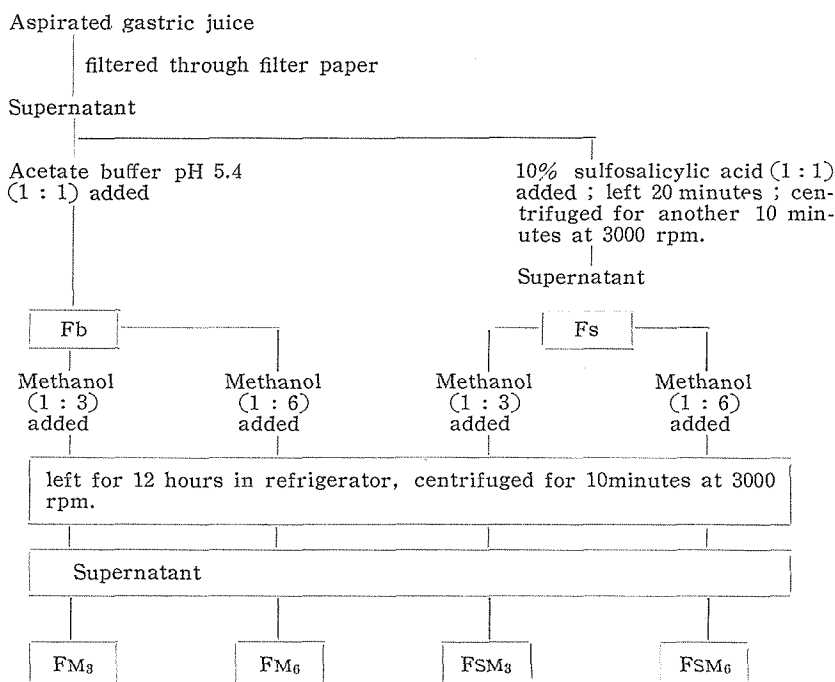 Aspirated gastric juice
filtered through filter paper
Supernatant
Acetate buffer pH 5.4
(1 : 1) added
10% sulfosalicylic acid (1 : 1)
added ; left 20 minutes ; cen-
trifuged for another 10 min-
utes at 3000 rpm.
Supernatant
Fb
Fs
Methanol
(1 : 3)
added
Methanol
(1 : 6)
added
Methanol
(1 : 3)
added
Methanol
(1 : 6)
added
left for 12 hours in refrigerator, centrifuged for 10minutes at 3000
rpm.
Supernatant
FM₃
FM₆
FSM₃
FSM₆